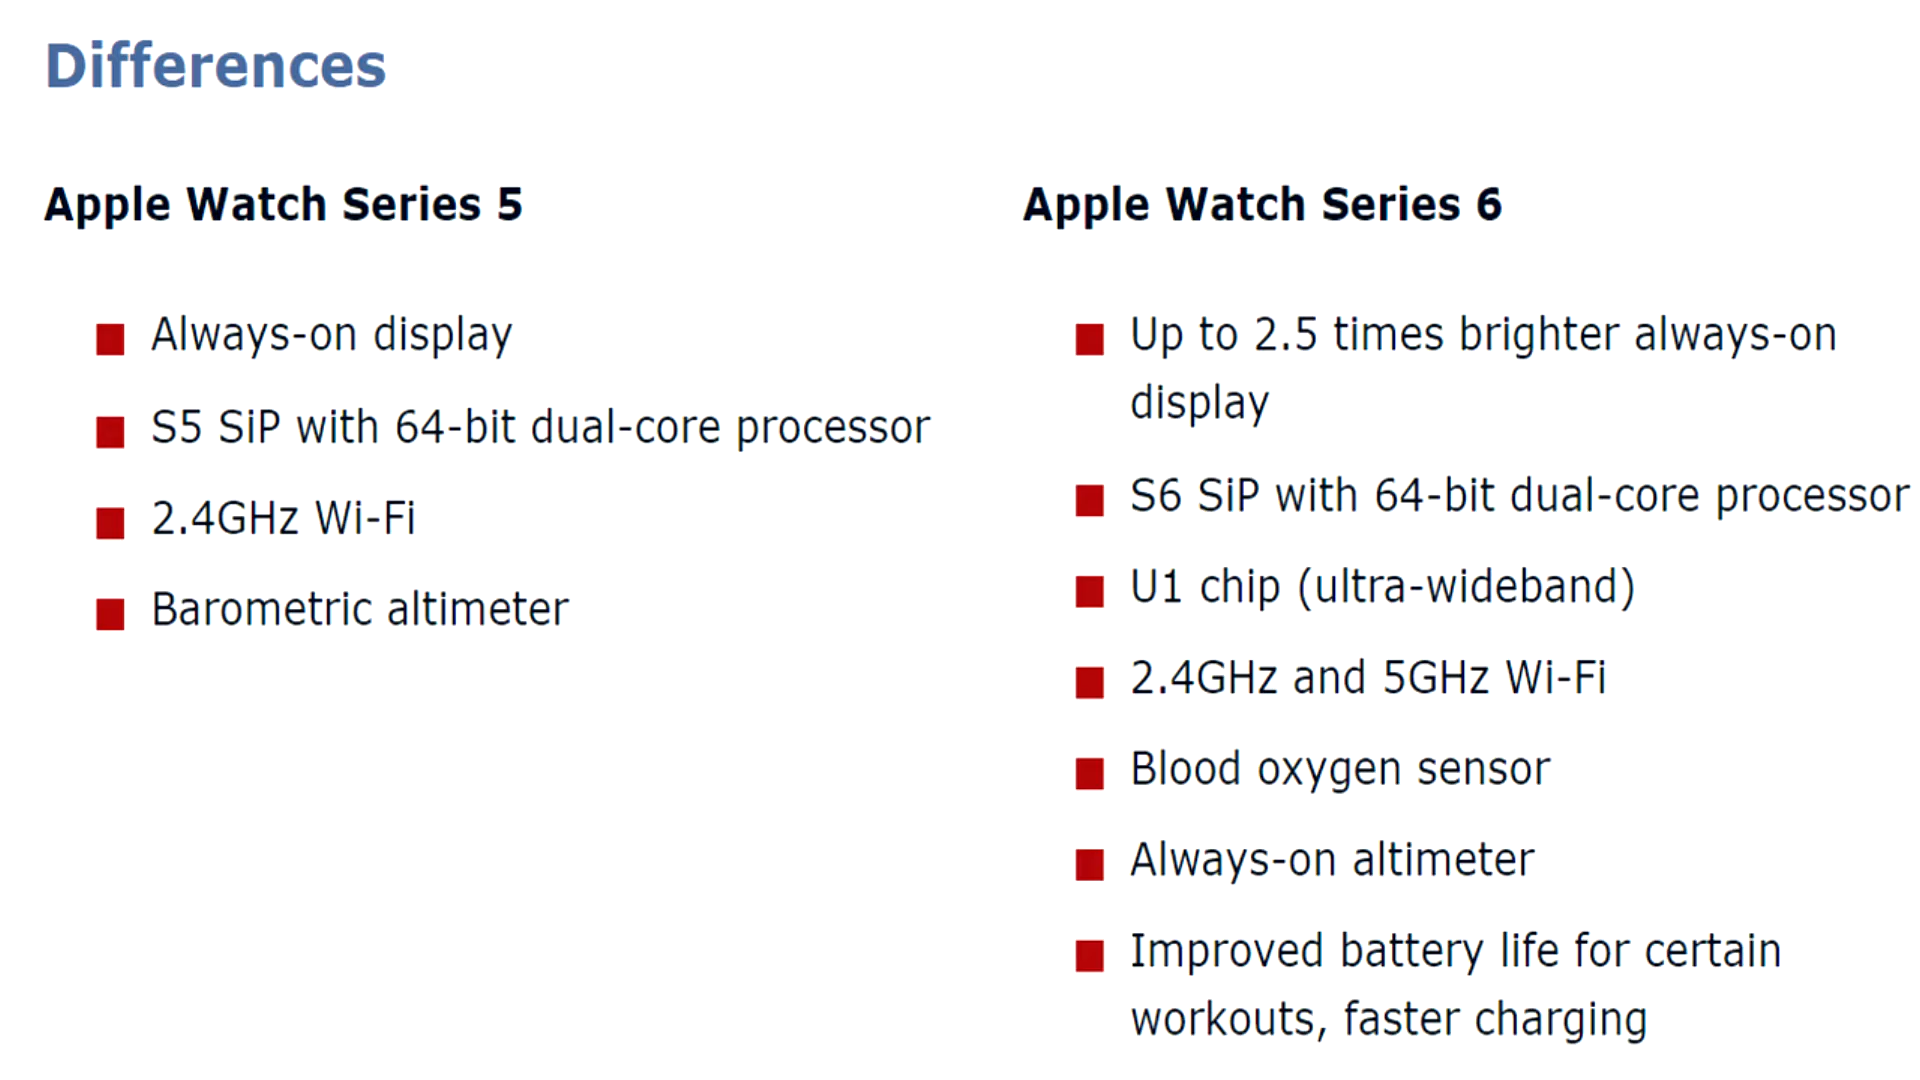 Differences
Apple Watch Series 5
Always-on display
S5 SiP with 64-bit dual-core processor
2.4GHz Wi-Fi
Barometric altimeter
Apple Watch Series 6
Up to 2.5 times brighter always-on
display
S6 SiP with 64-bit dual-core processor
U1 chip (ultra-wideband)
2.4GHz and 5GHz Wi-Fi
Blood oxygen sensor
Always-on altimeter
Improved battery life for certain
workouts, faster charging